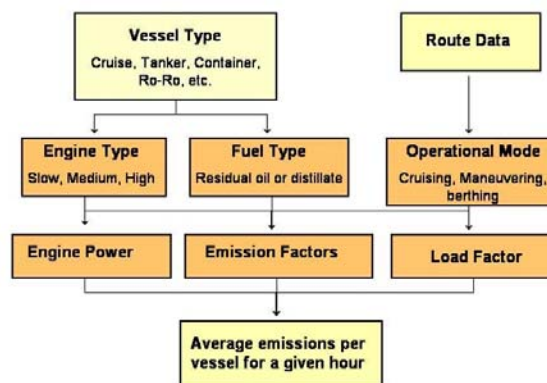 Vessel Type
Cruise, Tanker, Container,
Ro-Ro, etc.
Route Data
Engine Type
Slow, Medium, High
Fuel Type
Residual oil or distillate
Operational Mode
Cruising, Maneuvering,
berthing
Engine Power
Emission Factors
Load Factor
Average emissions per
vessel for a given hour